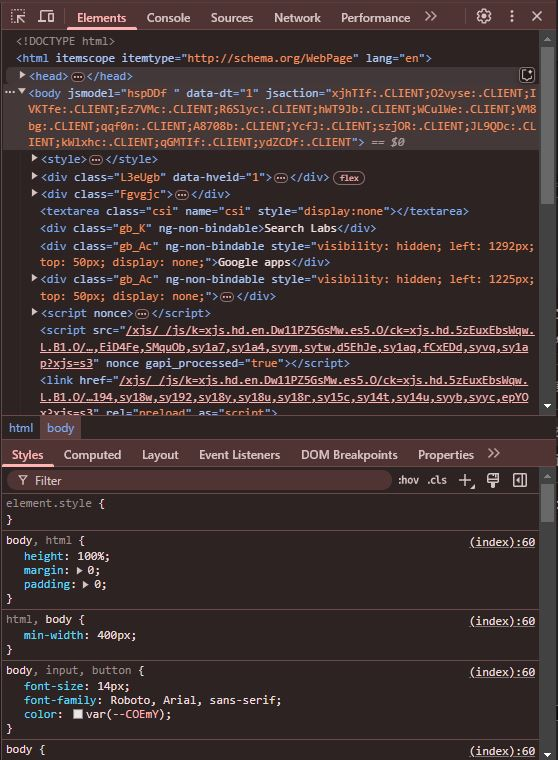 Elements Console Sources Network Performance
<!DOCTYPE html>
<html itemscope itemtype="http://schema.org/WebPage" lang="en">
<head> </head>
<body jsmodel="hspDDf " data-dt="1" jsaction="xjhTIf:.CLIENT;O2vyse:.CLIENT;I
VKTfe:.CLIENT;Ez7VMc:.CLIENT;R6Slyc:.CLIENT;hWT9Jb:.CLIENT;WCulWe:.CLIENT;VM8
bg:.CLIENT;qqf0n:.CLIENT;A8708b:.CLIENT;YcfJ:.CLIENT;szjOR:.CLIENT;JL9QDc:.CL
IENT;kWlxhc:.CLIENT;qGMTIf:.CLIENT;ydZCDf:.CLIENT"> == $0
<style> </style>
<div class="L3eUgb" data-hveid="1"> </div> flex
<div class="Fgvgjc"> </div>
<textarea class="csi" name="csi" style="display:none"></textarea>
<div class="gb_K" ng-non-bindable>Search Labs</div>
<div class="gb_Ac" ng-non-bindable style="visibility: hidden; left: 1292px;
top: 50px; display: none;">Google apps</div>
<div class="gb_Ac" ng-non-bindable style="visibility: hidden; left: 1225px;
top: 50px; display: none;"> </div>
<script nonce> </script>
<script src="/xjs/_/js/k=xjs.hd.en.Dw11PZ5GsMw.es5.O/ck=xjs.hd.5zEuxEbsWqw.
L.B1.O/…,EiD4Fe,SMquOb,sy1a7,sy1a4,syym,sytw,d5EhJe,sy1aq,fCxEDd,syvq,sy1a
p?xjs=s3" nonce gapi_processed="true"></script>
<link href="/xjs/_/js/k=xjs.hd.en.Dw11PZ5GsMw.es5.O/ck=xjs.hd.5zEuxEbsWqw.
L.B1.O/…194,sy18w,sy192,sy18y,sy18u,sy18r,sy15c,sy14t,sy14u,syyb,syyc,epYO
x?xjs=s3" rel="preload" as="script">
html body
Styles Computed Layout Event Listeners DOM Breakpoints Properties
Filter :hov .cls
element.style {
}
body, html { (index):60
height: 100%;
margin: 0;
padding: 0;
}
html, body { (index):60
min-width: 400px;
}
body, input, button { (index):60
font-size: 14px;
font-family: Roboto, Arial, sans-serif;
color: var(--COEmY);
}
body { (index):60